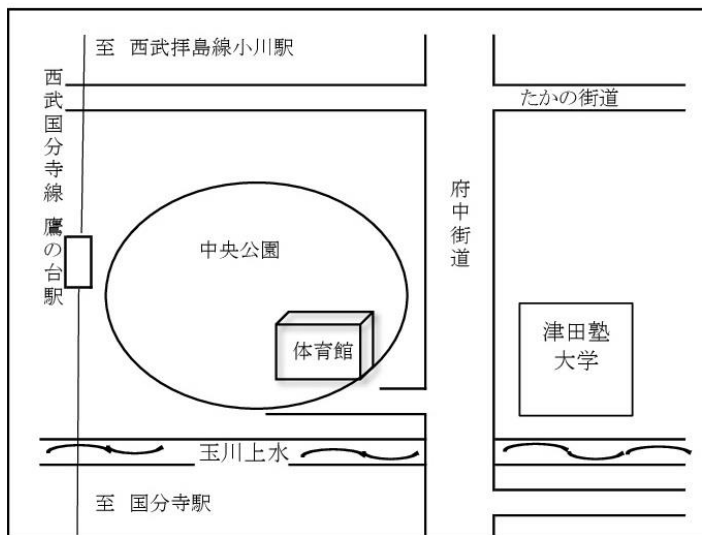 至 西武拝島線小川駅
西武国分寺線 鷹の台駅
たかの街道
府中街道
中央公園
体育館
津田塾
大学
玉川上水
至 国分寺駅